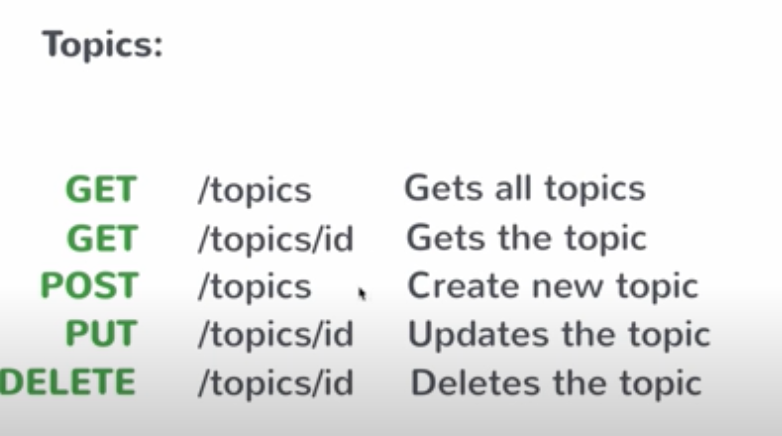 Topics:
GET /topics Gets all topics
GET /topics/id Gets the topic
POST /topics Create new topic
PUT /topics/id Updates the topic
DELETE /topics/id Deletes the topic